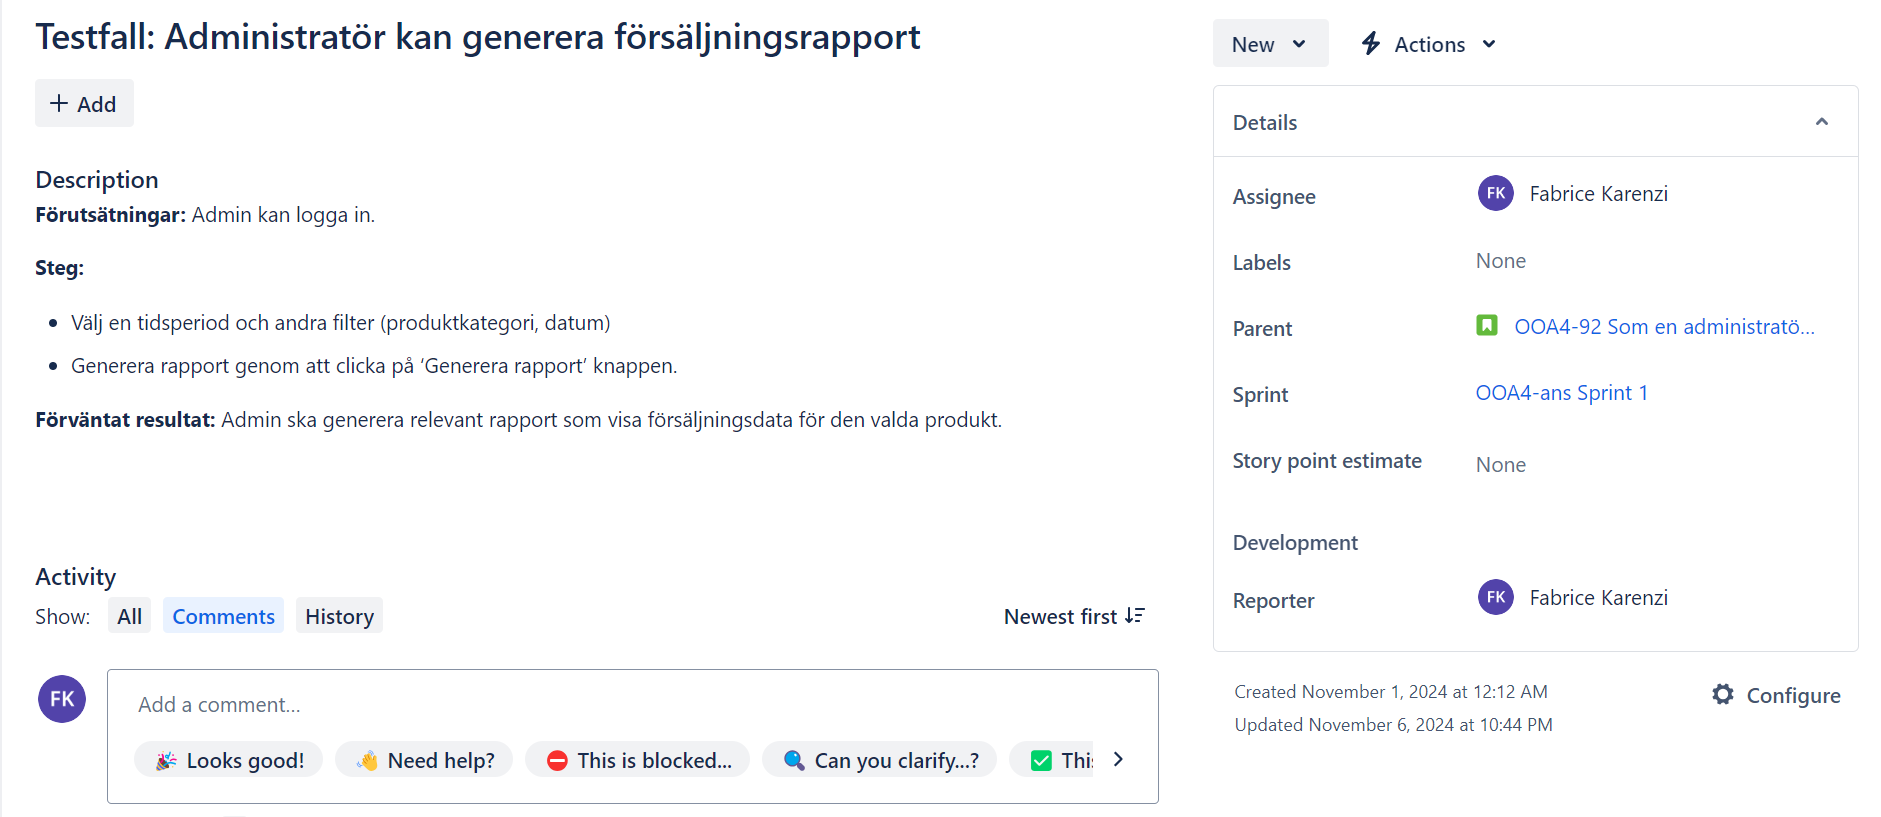 Testfall: Administratör kan generera försäljningsrapport
Add
Description
Förutsätningar: Admin kan logga in.
Steg:
Välj en tidsperiod och andra filter (produktkategori, datum)
Generera rapport genom att clicka på ‘Generera rapport’ knappen.
Förväntat resultat: Admin ska generera relevant rapport som visa försäljningsdata för den valda produkt.
Activity
Show: All Comments History Newest first
FK
Add a comment...
Looks good! Need help? This is blocked... Can you clarify...?
New Actions
Details
Assignee FK Fabrice Karenzi
Labels None
Parent OOA4-92 Som en administratö...
Sprint OOA4-ans Sprint 1
Story point estimate None
Development
Reporter FK Fabrice Karenzi
Created November 1, 2024 at 12:12 AM
Updated November 6, 2024 at 10:44 PM
Configure